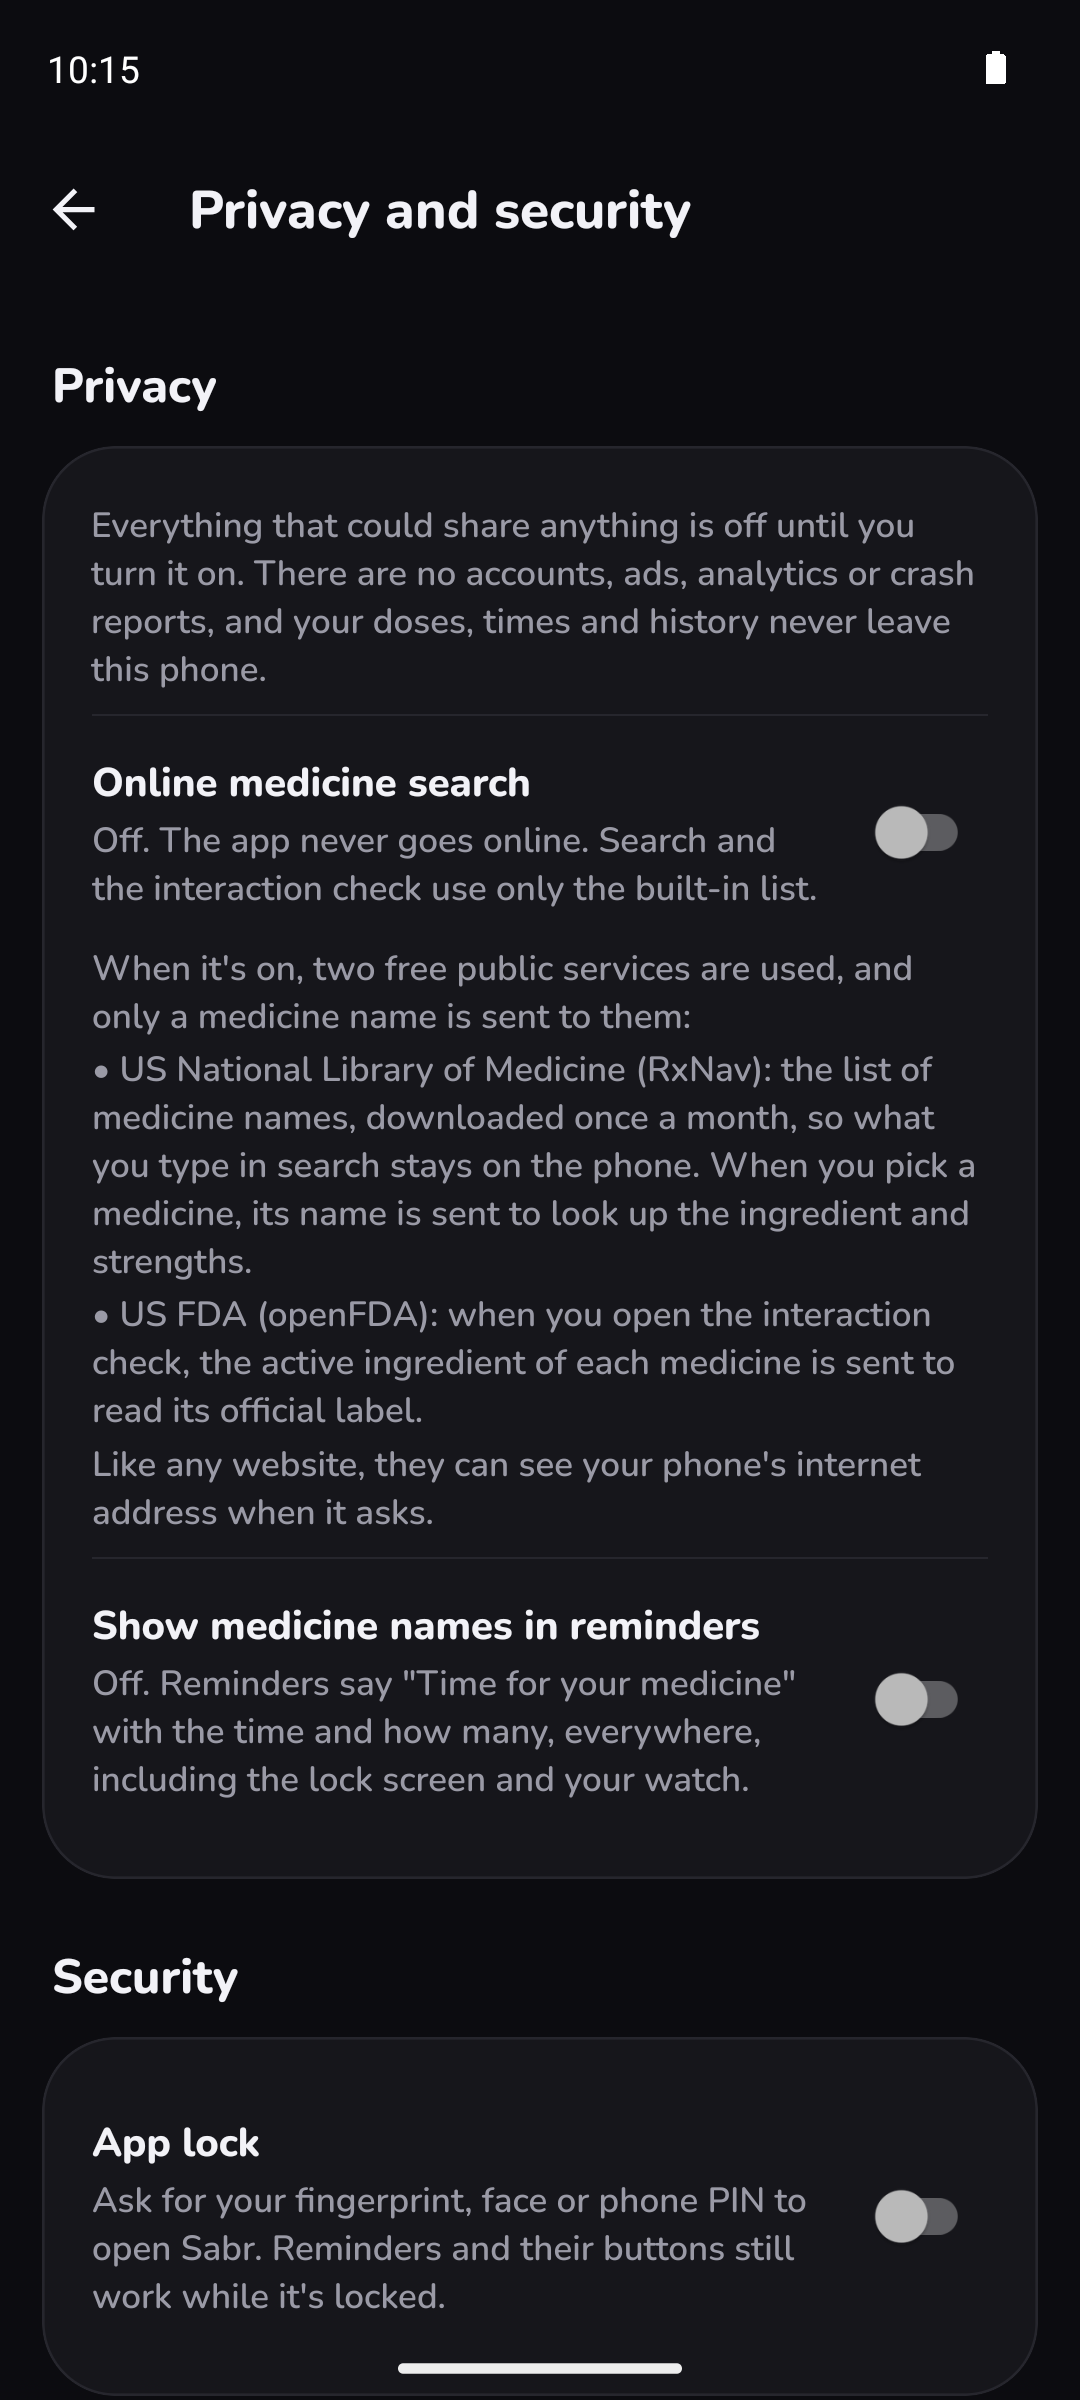 10:15
Privacy and security
Privacy
Everything that could share anything is off until you
turn it on. There are no accounts, ads, analytics or crash
reports, and your doses, times and history never leave
this phone.
Online medicine search
Off. The app never goes online. Search and
the interaction check use only the built-in list.
When it's on, two free public services are used, and
only a medicine name is sent to them:
• US National Library of Medicine (RxNav): the list of
medicine names, downloaded once a month, so what
you type in search stays on the phone. When you pick a
medicine, its name is sent to look up the ingredient and
strengths.
• US FDA (openFDA): when you open the interaction
check, the active ingredient of each medicine is sent to
read its official label.
Like any website, they can see your phone's internet
address when it asks.
Show medicine names in reminders
Off. Reminders say "Time for your medicine"
with the time and how many, everywhere,
including the lock screen and your watch.
Security
App lock
Ask for your fingerprint, face or phone PIN to
open Sabr. Reminders and their buttons still
work while it's locked.